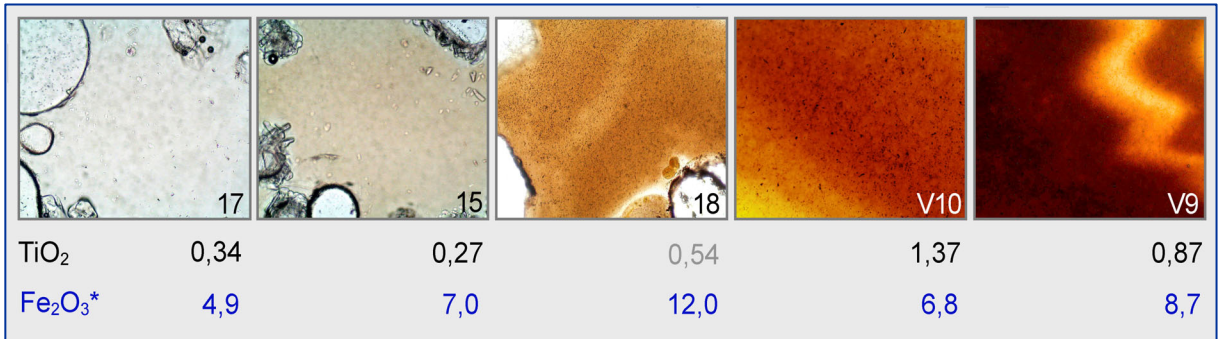 17 15 18 V10 V9
TiO₂ 0,34 0,27 0,54 1,37 0,87
Fe₂O₃* 4,9 7,0 12,0 6,8 8,7